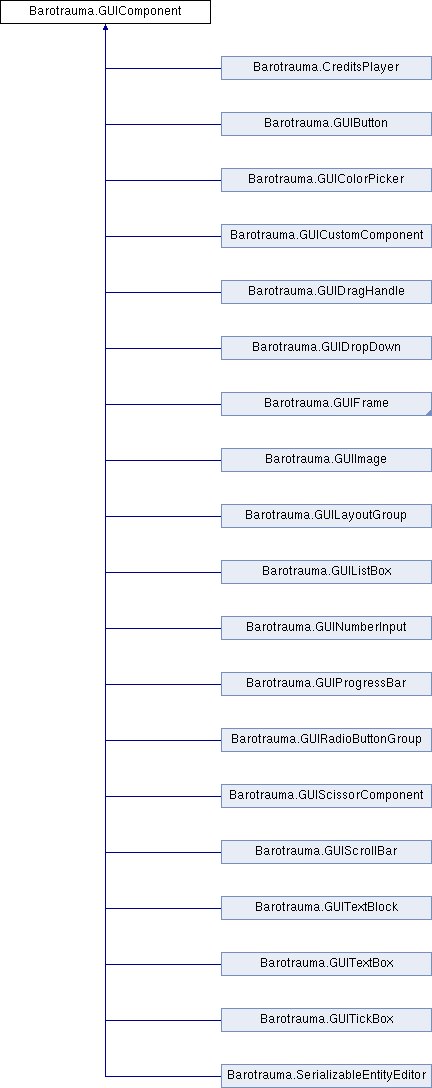 Barotrauma.GUIComponent
Barotrauma.CreditsPlayer
Barotrauma.GUIButton
Barotrauma.GUIColorPicker
Barotrauma.GUICustomComponent
Barotrauma.GUIDragHandle
Barotrauma.GUIDropDown
Barotrauma.GUIFrame
Barotrauma.GUIImage
Barotrauma.GUILayoutGroup
Barotrauma.GUIListBox
Barotrauma.GUINumberInput
Barotrauma.GUIProgressBar
Barotrauma.GUIRadioButtonGroup
Barotrauma.GUIScissorComponent
Barotrauma.GUIScrollBar
Barotrauma.GUITextBlock
Barotrauma.GUITextBox
Barotrauma.GUITickBox
Barotrauma.SerializableEntityEditor